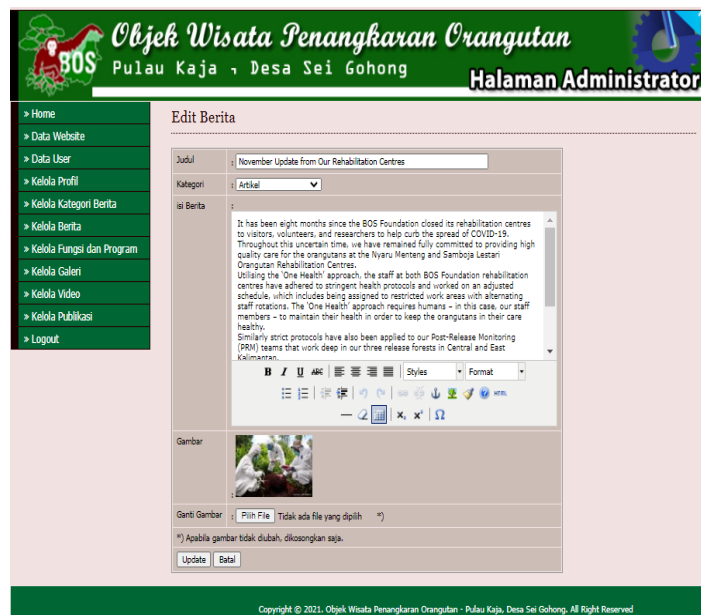 BOS
Objek Wisata Penangkaran Orangutan
Pulau Kaja , Desa Sei Gohong
Halaman Administrator
» Home
» Data Website
» Data User
» Kelola Profil
» Kelola Kategori Berita
» Kelola Berita
» Kelola Fungsi dan Program
» Kelola Galeri
» Kelola Video
» Kelola Publikasi
» Logout
Edit Berita
Judul : November Update from Our Rehabilitation Centres
Kategori : Artikel
isi Berita :
It has been eight months since the BOS Foundation closed its rehabilitation centres
to visitors, volunteers, and researchers to help curb the spread of COVID-19.
Throughout this uncertain time, we have remained fully committed to providing high
quality care for the orangutans at the Nyaru Menteng and Samboja Lestari
Orangutan Rehabilitation Centres.
Utilising the 'One Health' approach, the staff at both BOS Foundation rehabilitation
centres have adhered to stringent health protocols and worked on an adjusted
schedule, which includes being assigned to restricted work areas with alternating
staff rotations. The 'One Health' approach requires humans – in this case, our staff
members – to maintain their health in order to keep the orangutans in their care
healthy.
Similarly strict protocols have also been applied to our Post-Release Monitoring
(PRM) teams that work deep in our three release forests in Central and East
Kalimantan.
B I U ABC Styles Format
HTML
x₂ x² Ω
Gambar :
Ganti Gambar : Pilih File Tidak ada file yang dipilih *)
*) Apabila gambar tidak diubah, dikosongkan saja.
Update Batal
Copyright © 2021. Objek Wisata Penangkaran Orangutan - Pulau Kaja, Desa Sei Gohong. All Right Reserved